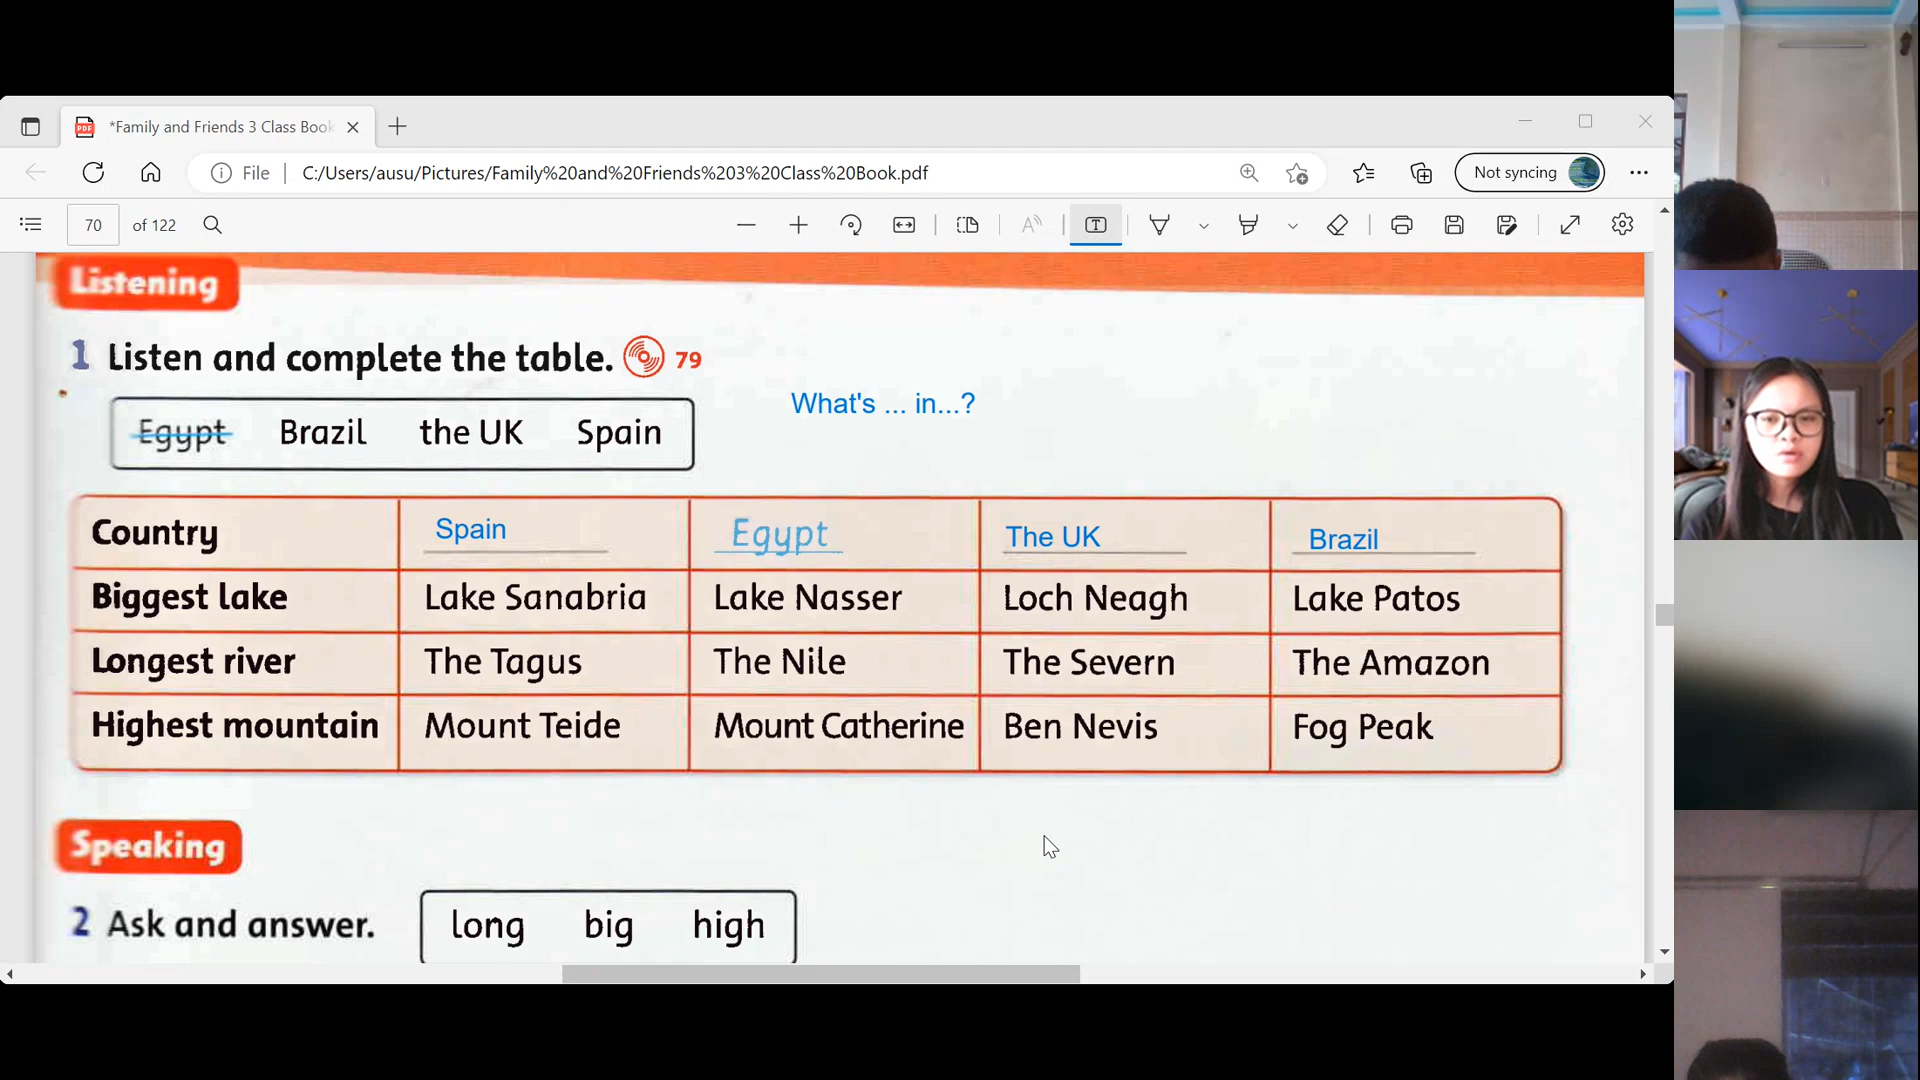 *Family and Friends 3 Class Book
File C:/Users/ausu/Pictures/Family%20and%20Friends%203%20Class%20Book.pdf Not syncing
70 of 122
Listening
1 Listen and complete the table. 79
What's ... in...?
Egypt Brazil the UK Spain
Country Spain Egypt The UK Brazil
Biggest lake Lake Sanabria Lake Nasser Loch Neagh Lake Patos
Longest river The Tagus The Nile The Severn The Amazon
Highest mountain Mount Teide Mount Catherine Ben Nevis Fog Peak
Speaking
2 Ask and answer. long big high